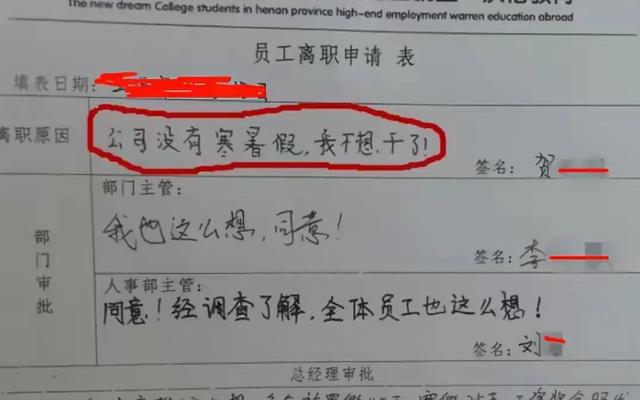 The new dream College students in henan province high-end employment warren education abroad
员工离职申请 表
填表日期:
离职原因
公司没有寒暑假,我不想干了!
签名: 贺
部门审批
部门主管:
我也这么想,同意!
签名: 李
人事部主管:
同意!经调查了解,全体员工也这么想!
签名: 刘
总经理审批